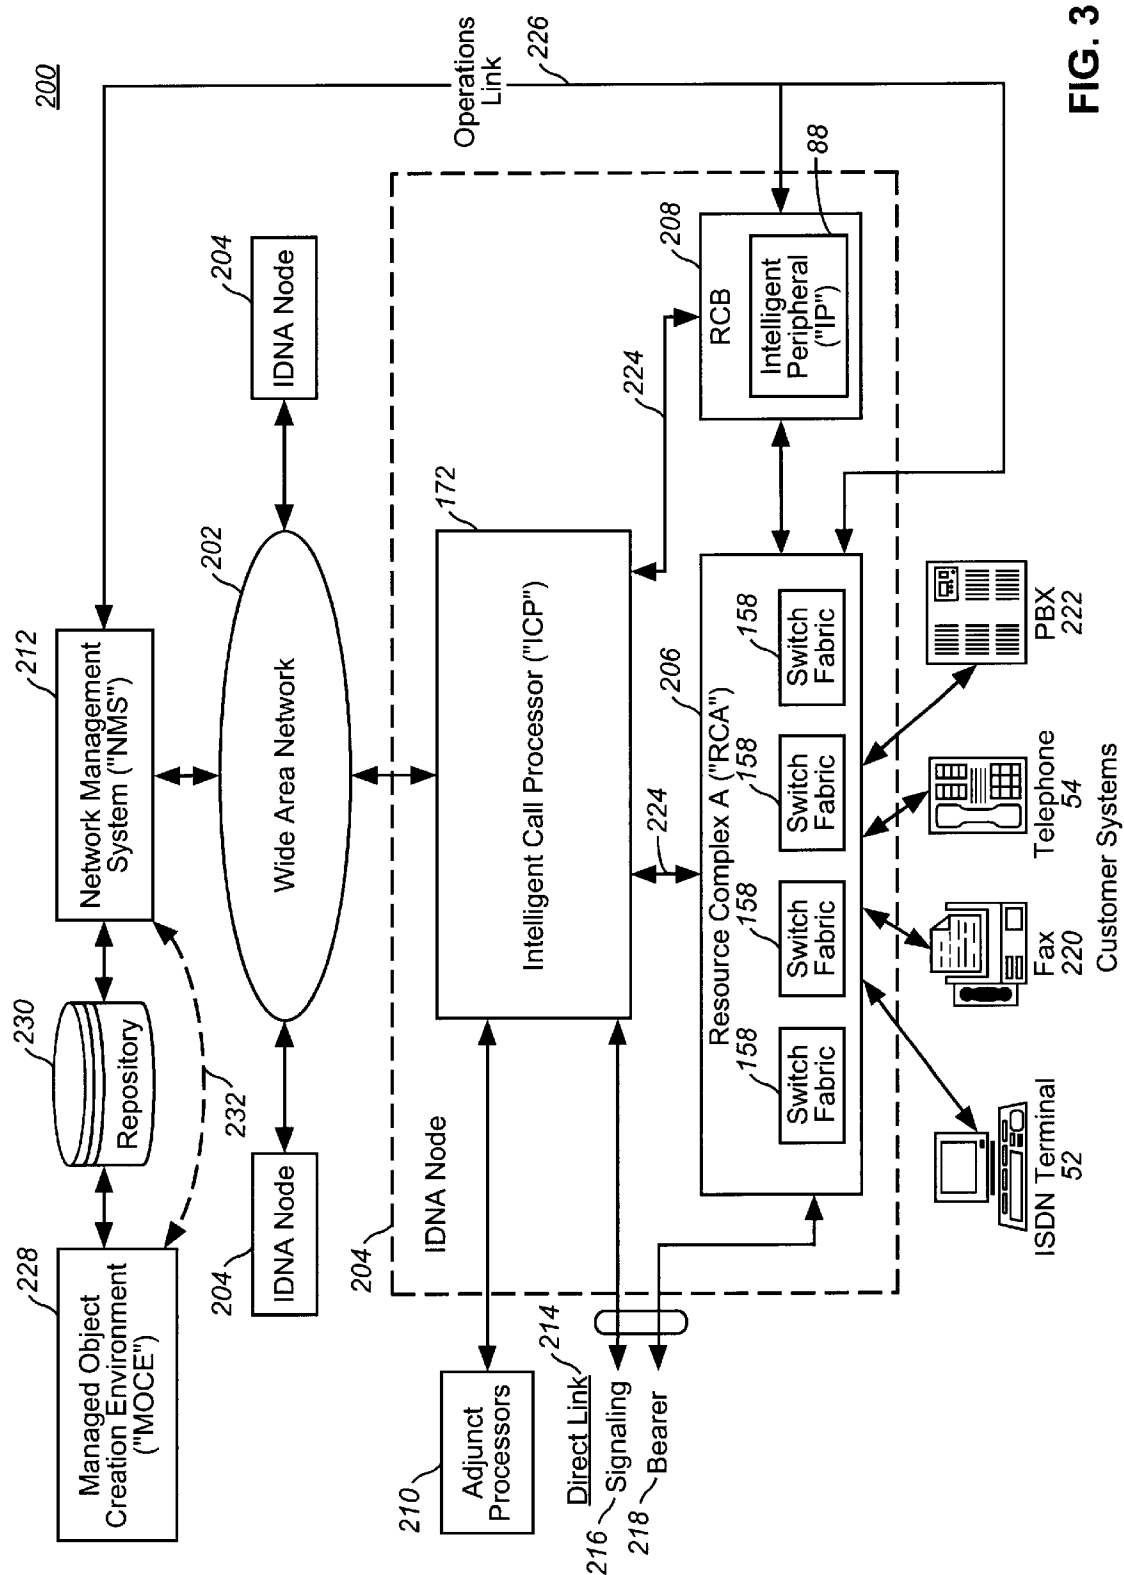 200
228
Managed Object
Creation Environment
("MOCE")
230
Repository
212
Network Management
System ("NMS")
232
204
IDNA Node
202
Wide Area Network
204
IDNA Node
Operations
Link
226
204
IDNA Node
210
Adjunct
Processors
172
Intelligent Call Processor ("ICP")
Direct Link
214
216
Signaling
218
Bearer
224
224
206
Resource Complex A ("RCA")
158
Switch
Fabric
158
Switch
Fabric
158
Switch
Fabric
158
Switch
Fabric
208
RCB
Intelligent
Peripheral
("IP")
88
ISDN Terminal
52
Fax
220
Telephone
54
PBX
222
Customer Systems
FIG. 3